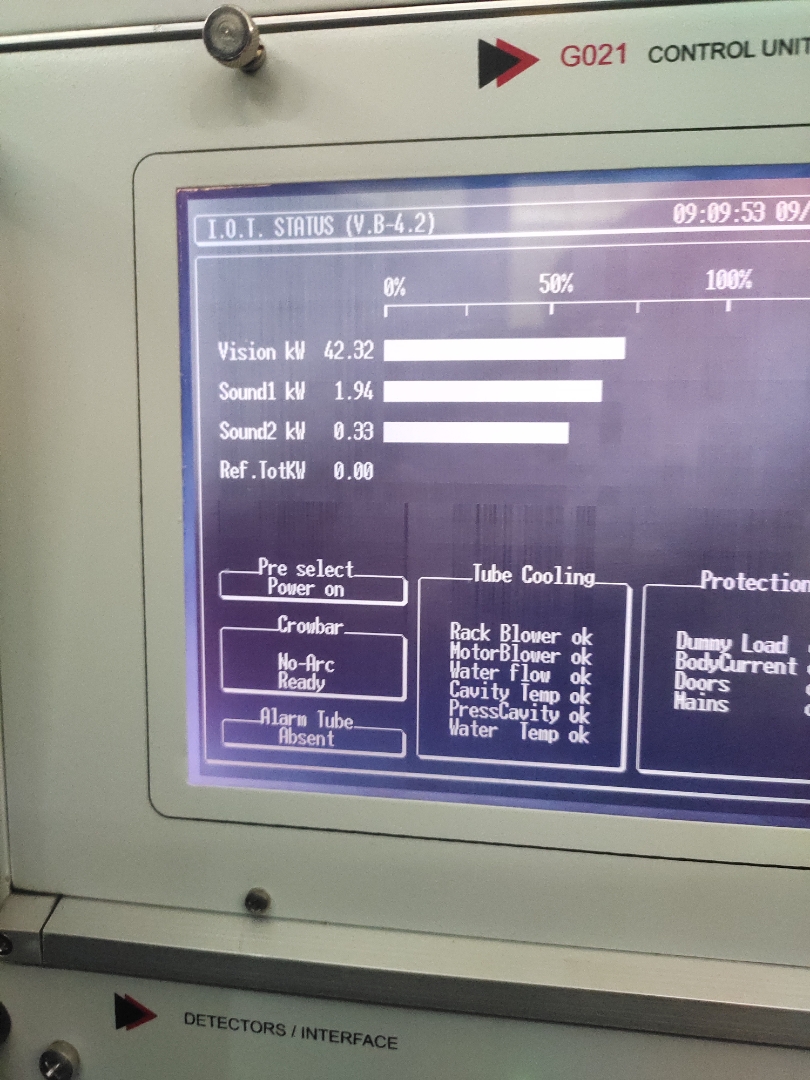 G021 CONTROL UNIT
I.O.T. STATUS (V.B-4.2) 09:09:53 09/
0% 50% 100%
Vision kW 42.32
Sound1 kW 1.94
Sound2 kW 0.33
Ref.TotKW 0.00
Pre select
Power on
Crowbar
No-Arc
Ready
Alarm Tube
Absent
Tube Cooling
Rack Blower ok
MotorBlower ok
Water flow ok
Cavity Temp ok
PressCavity ok
Water Temp ok
Protection
Dummy Load
BodyCurrent
Doors
Mains
DETECTORS / INTERFACE